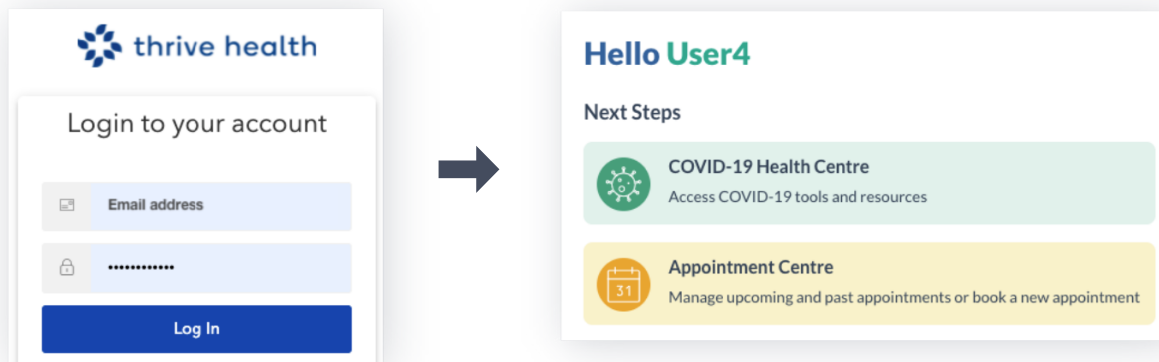 thrive health
Login to your account
Email address
••••••••••••
Log In
Hello User4
Next Steps
COVID-19 Health Centre
Access COVID-19 tools and resources
31
Appointment Centre
Manage upcoming and past appointments or book a new appointment